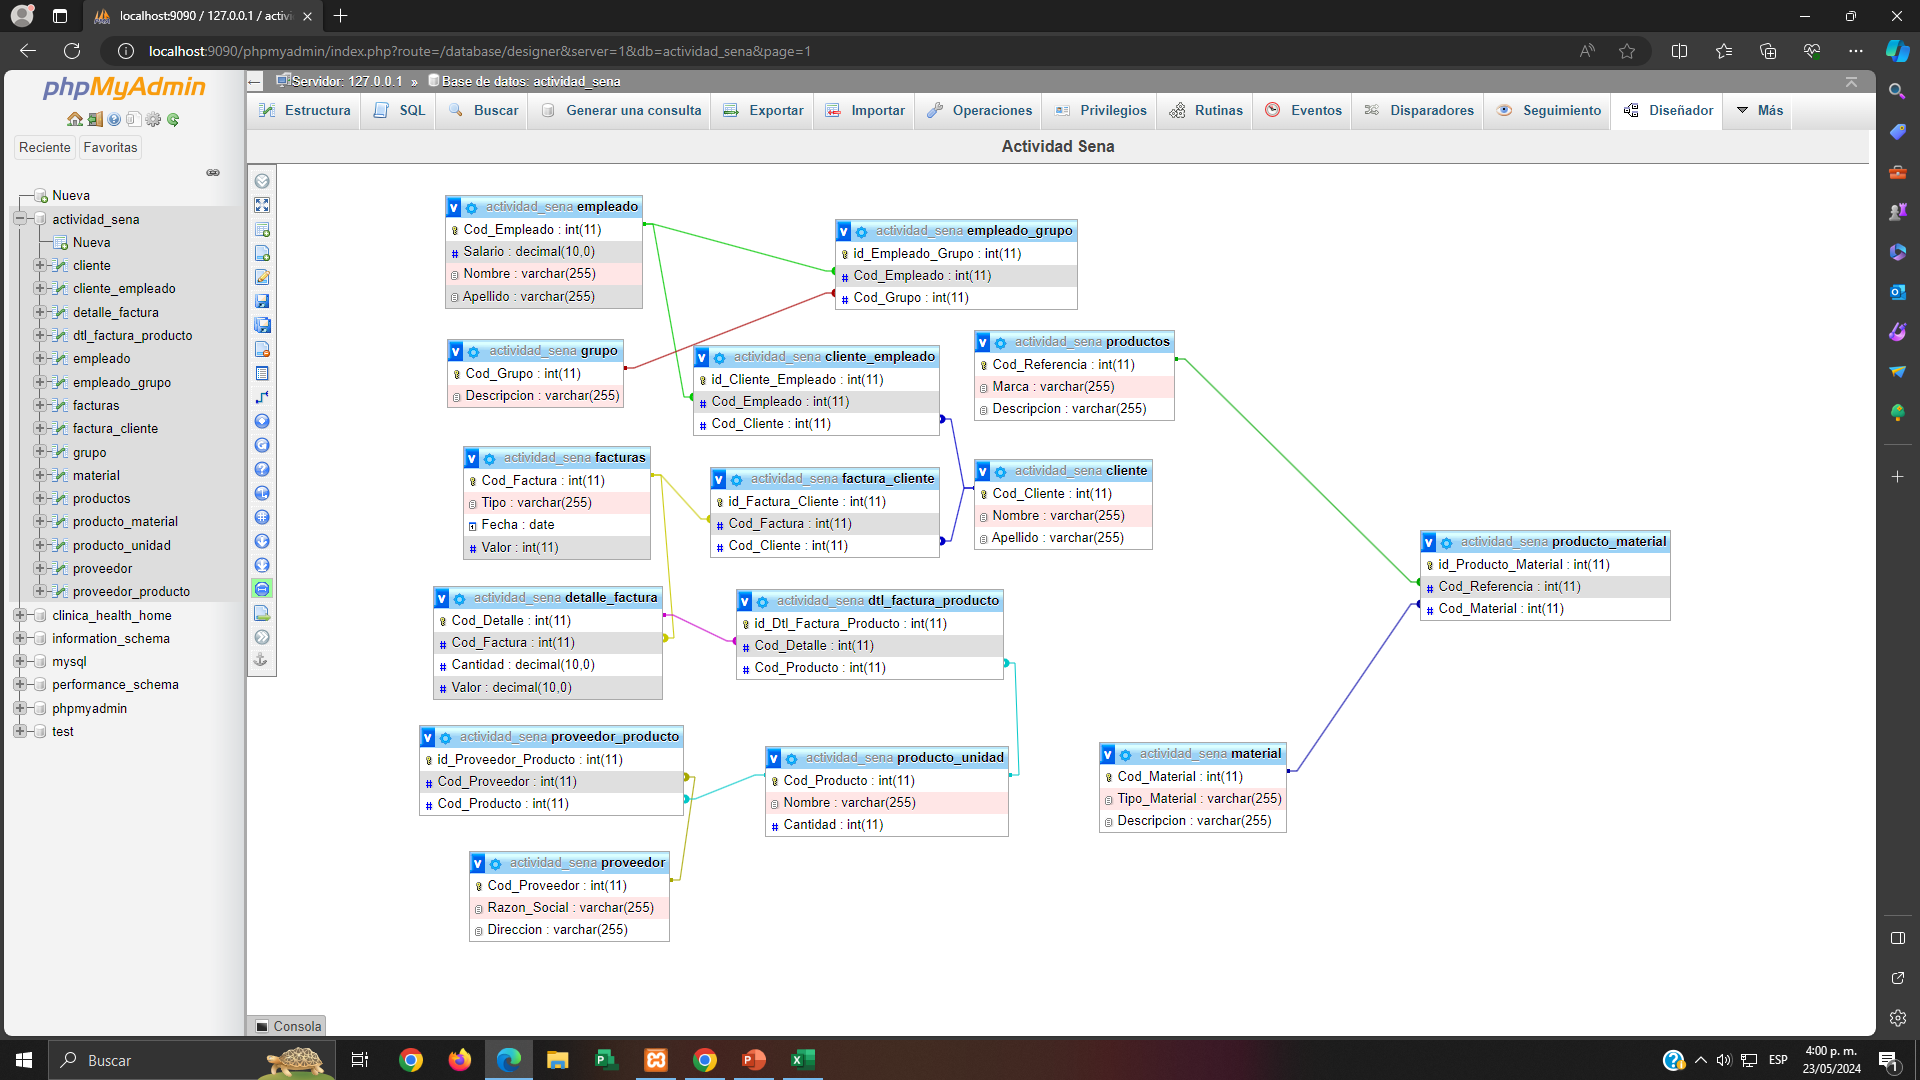 localhost:9090 / 127.0.0.1 / activi
localhost:9090/phpmyadmin/index.php?route=/database/designer&server=1&db=actividad_sena&page=1
phpMyAdmin
Reciente
Favoritas
Nueva
actividad_sena
Nueva
cliente
cliente_empleado
detalle_factura
dtl_factura_producto
empleado
empleado_grupo
facturas
factura_cliente
grupo
material
productos
producto_material
producto_unidad
proveedor
proveedor_producto
clinica_health_home
information_schema
mysql
performance_schema
phpmyadmin
test
Servidor: 127.0.0.1 » Base de datos: actividad_sena
Estructura SQL Buscar Generar una consulta Exportar Importar Operaciones Privilegios Rutinas Eventos Disparadores Seguimiento Diseñador Más
Actividad Sena
actividad_sena empleado
Cod_Empleado : int(11)
Salario : decimal(10,0)
Nombre : varchar(255)
Apellido : varchar(255)
actividad_sena empleado_grupo
id_Empleado_Grupo : int(11)
Cod_Empleado : int(11)
Cod_Grupo : int(11)
actividad_sena grupo
Cod_Grupo : int(11)
Descripcion : varchar(255)
actividad_sena cliente_empleado
id_Cliente_Empleado : int(11)
Cod_Empleado : int(11)
Cod_Cliente : int(11)
actividad_sena productos
Cod_Referencia : int(11)
Marca : varchar(255)
Descripcion : varchar(255)
actividad_sena facturas
Cod_Factura : int(11)
Tipo : varchar(255)
Fecha : date
Valor : int(11)
actividad_sena factura_cliente
id_Factura_Cliente : int(11)
Cod_Factura : int(11)
Cod_Cliente : int(11)
actividad_sena cliente
Cod_Cliente : int(11)
Nombre : varchar(255)
Apellido : varchar(255)
actividad_sena producto_material
id_Producto_Material : int(11)
Cod_Referencia : int(11)
Cod_Material : int(11)
actividad_sena detalle_factura
Cod_Detalle : int(11)
Cod_Factura : int(11)
Cantidad : decimal(10,0)
Valor : decimal(10,0)
actividad_sena dtl_factura_producto
id_Dtl_Factura_Producto : int(11)
Cod_Detalle : int(11)
Cod_Producto : int(11)
actividad_sena proveedor_producto
id_Proveedor_Producto : int(11)
Cod_Proveedor : int(11)
Cod_Producto : int(11)
actividad_sena producto_unidad
Cod_Producto : int(11)
Nombre : varchar(255)
Cantidad : int(11)
actividad_sena material
Cod_Material : int(11)
Tipo_Material : varchar(255)
Descripcion : varchar(255)
actividad_sena proveedor
Cod_Proveedor : int(11)
Razon_Social : varchar(255)
Direccion : varchar(255)
Consola
Buscar
ESP
4:00 p. m.
23/05/2024
1